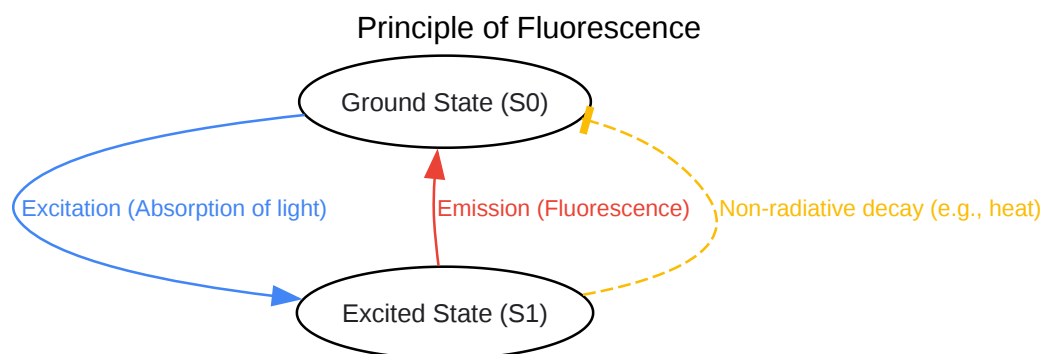 Principle of Fluorescence
Ground State (S0)
Excitation (Absorption of light)
Emission (Fluorescence)
Non-radiative decay (e.g., heat)
Excited State (S1)